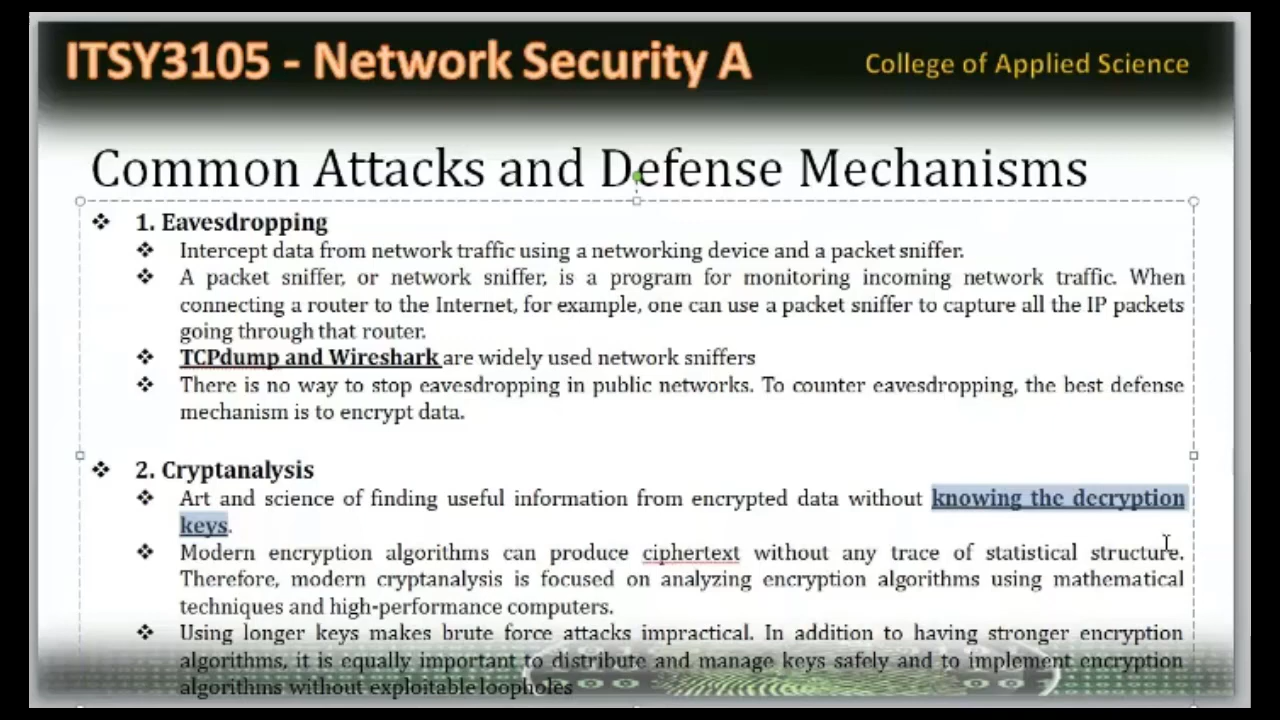 ITSY3105 - Network Security A
College of Applied Science
Common Attacks and Defense Mechanisms
❖ 1. Eavesdropping
❖ Intercept data from network traffic using a networking device and a packet sniffer.
❖ A packet sniffer, or network sniffer, is a program for monitoring incoming network traffic. When
connecting a router to the Internet, for example, one can use a packet sniffer to capture all the IP packets
going through that router.
❖ TCPdump and Wireshark are widely used network sniffers
❖ There is no way to stop eavesdropping in public networks. To counter eavesdropping, the best defense
mechanism is to encrypt data.
❖ 2. Cryptanalysis
❖ Art and science of finding useful information from encrypted data without knowing the decryption
keys.
❖ Modern encryption algorithms can produce ciphertext without any trace of statistical structure.
Therefore, modern cryptanalysis is focused on analyzing encryption algorithms using mathematical
techniques and high-performance computers.
❖ Using longer keys makes brute force attacks impractical. In addition to having stronger encryption
algorithms, it is equally important to distribute and manage keys safely and to implement encryption
algorithms without exploitable loopholes